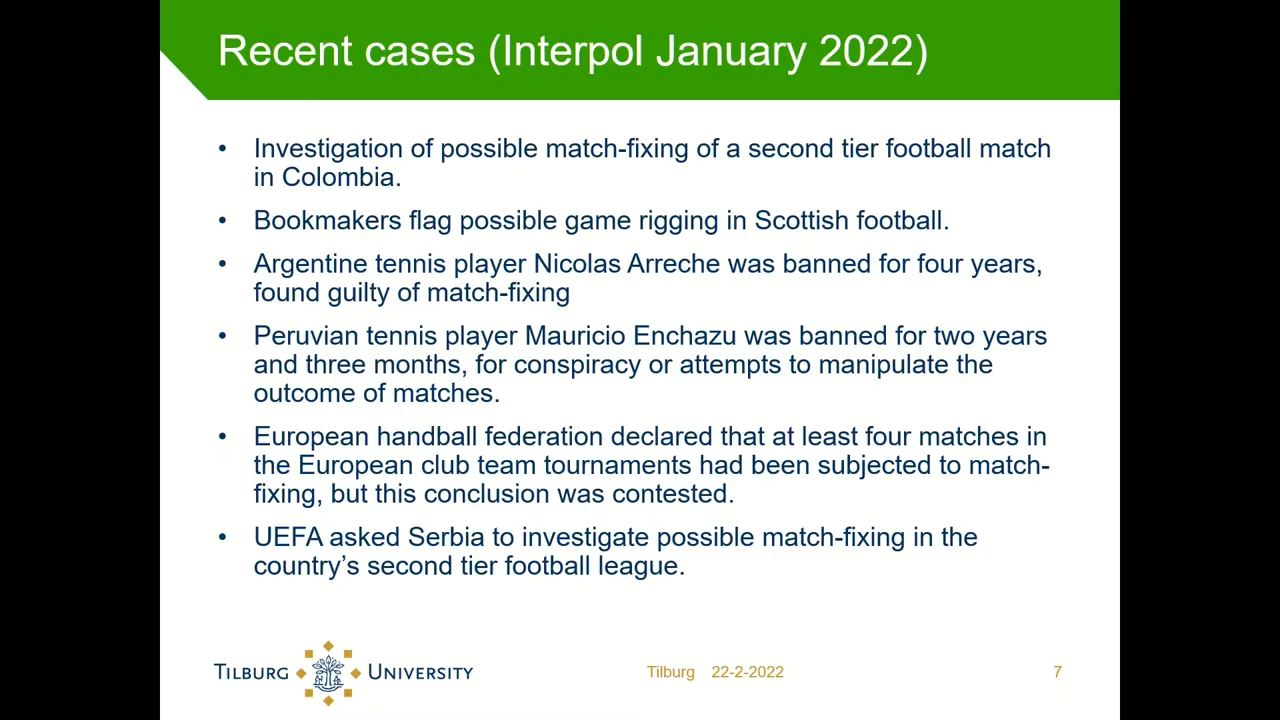 Recent cases (Interpol January 2022)
• Investigation of possible match-fixing of a second tier football match
in Colombia.
• Bookmakers flag possible game rigging in Scottish football.
• Argentine tennis player Nicolas Arreche was banned for four years,
found guilty of match-fixing
• Peruvian tennis player Mauricio Enchazu was banned for two years
and three months, for conspiracy or attempts to manipulate the
outcome of matches.
• European handball federation declared that at least four matches in
the European club team tournaments had been subjected to match-
fixing, but this conclusion was contested.
• UEFA asked Serbia to investigate possible match-fixing in the
country’s second tier football league.
TILBURG UNIVERSITY
Tilburg 22-2-2022
7